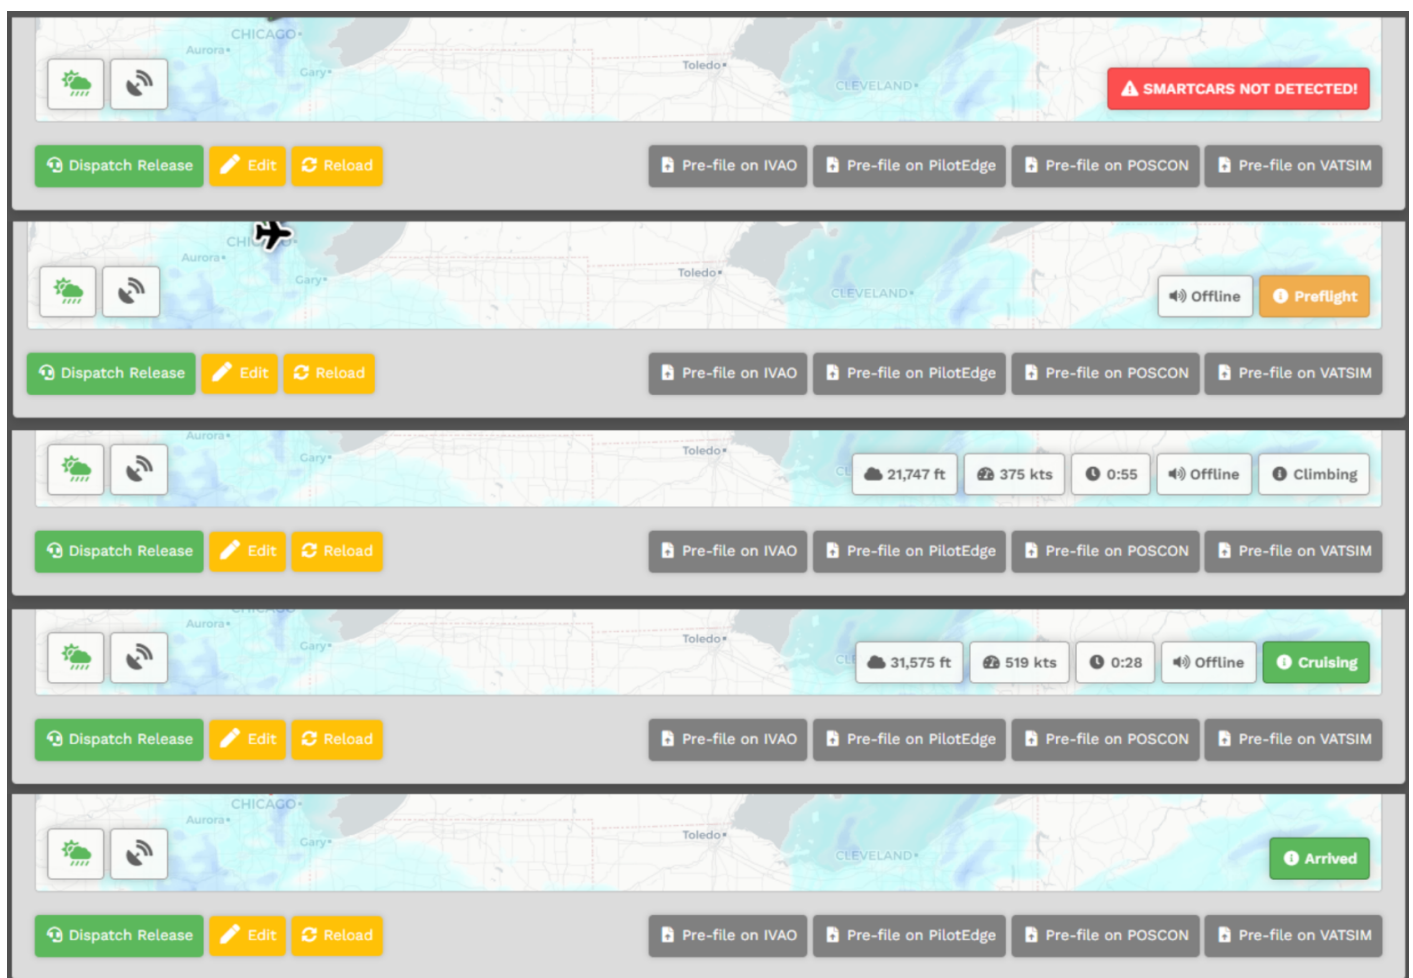 CHICAGO
Aurora
Gary
Toledo
CLEVELAND
SMARTCARS NOT DETECTED!
Dispatch Release Edit Reload Pre-file on IVAO Pre-file on PilotEdge Pre-file on POSCON Pre-file on VATSIM
Aurora
Gary
Toledo
CLEVELAND
Offline Preflight
Dispatch Release Edit Reload Pre-file on IVAO Pre-file on PilotEdge Pre-file on POSCON Pre-file on VATSIM
Aurora
Gary
Toledo
21,747 ft 375 kts 0:55 Offline Climbing
Dispatch Release Edit Reload Pre-file on IVAO Pre-file on PilotEdge Pre-file on POSCON Pre-file on VATSIM
Aurora
Gary
Toledo
31,575 ft 519 kts 0:28 Offline Cruising
Dispatch Release Edit Reload Pre-file on IVAO Pre-file on PilotEdge Pre-file on POSCON Pre-file on VATSIM
CHICAGO
Aurora
Gary
Toledo
CLEVELAND
Arrived
Dispatch Release Edit Reload Pre-file on IVAO Pre-file on PilotEdge Pre-file on POSCON Pre-file on VATSIM